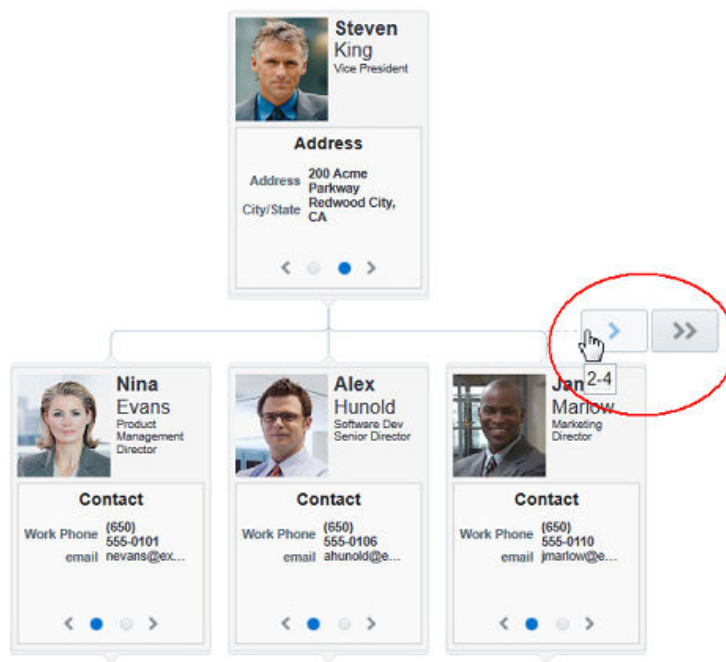 Steven
King
Vice President
Address
Address 200 Acme
Parkway
City/State Redwood City,
CA
2-4
Nina
Evans
Product
Management
Director
Contact
Work Phone (650)
555-0101
email nevans@ex...
Alex
Hunold
Software Dev
Senior Director
Contact
Work Phone (650)
555-0106
email ahunold@e...
Marlow
Marketing
Director
Contact
Work Phone (650)
555-0110
email jmarlow@e...